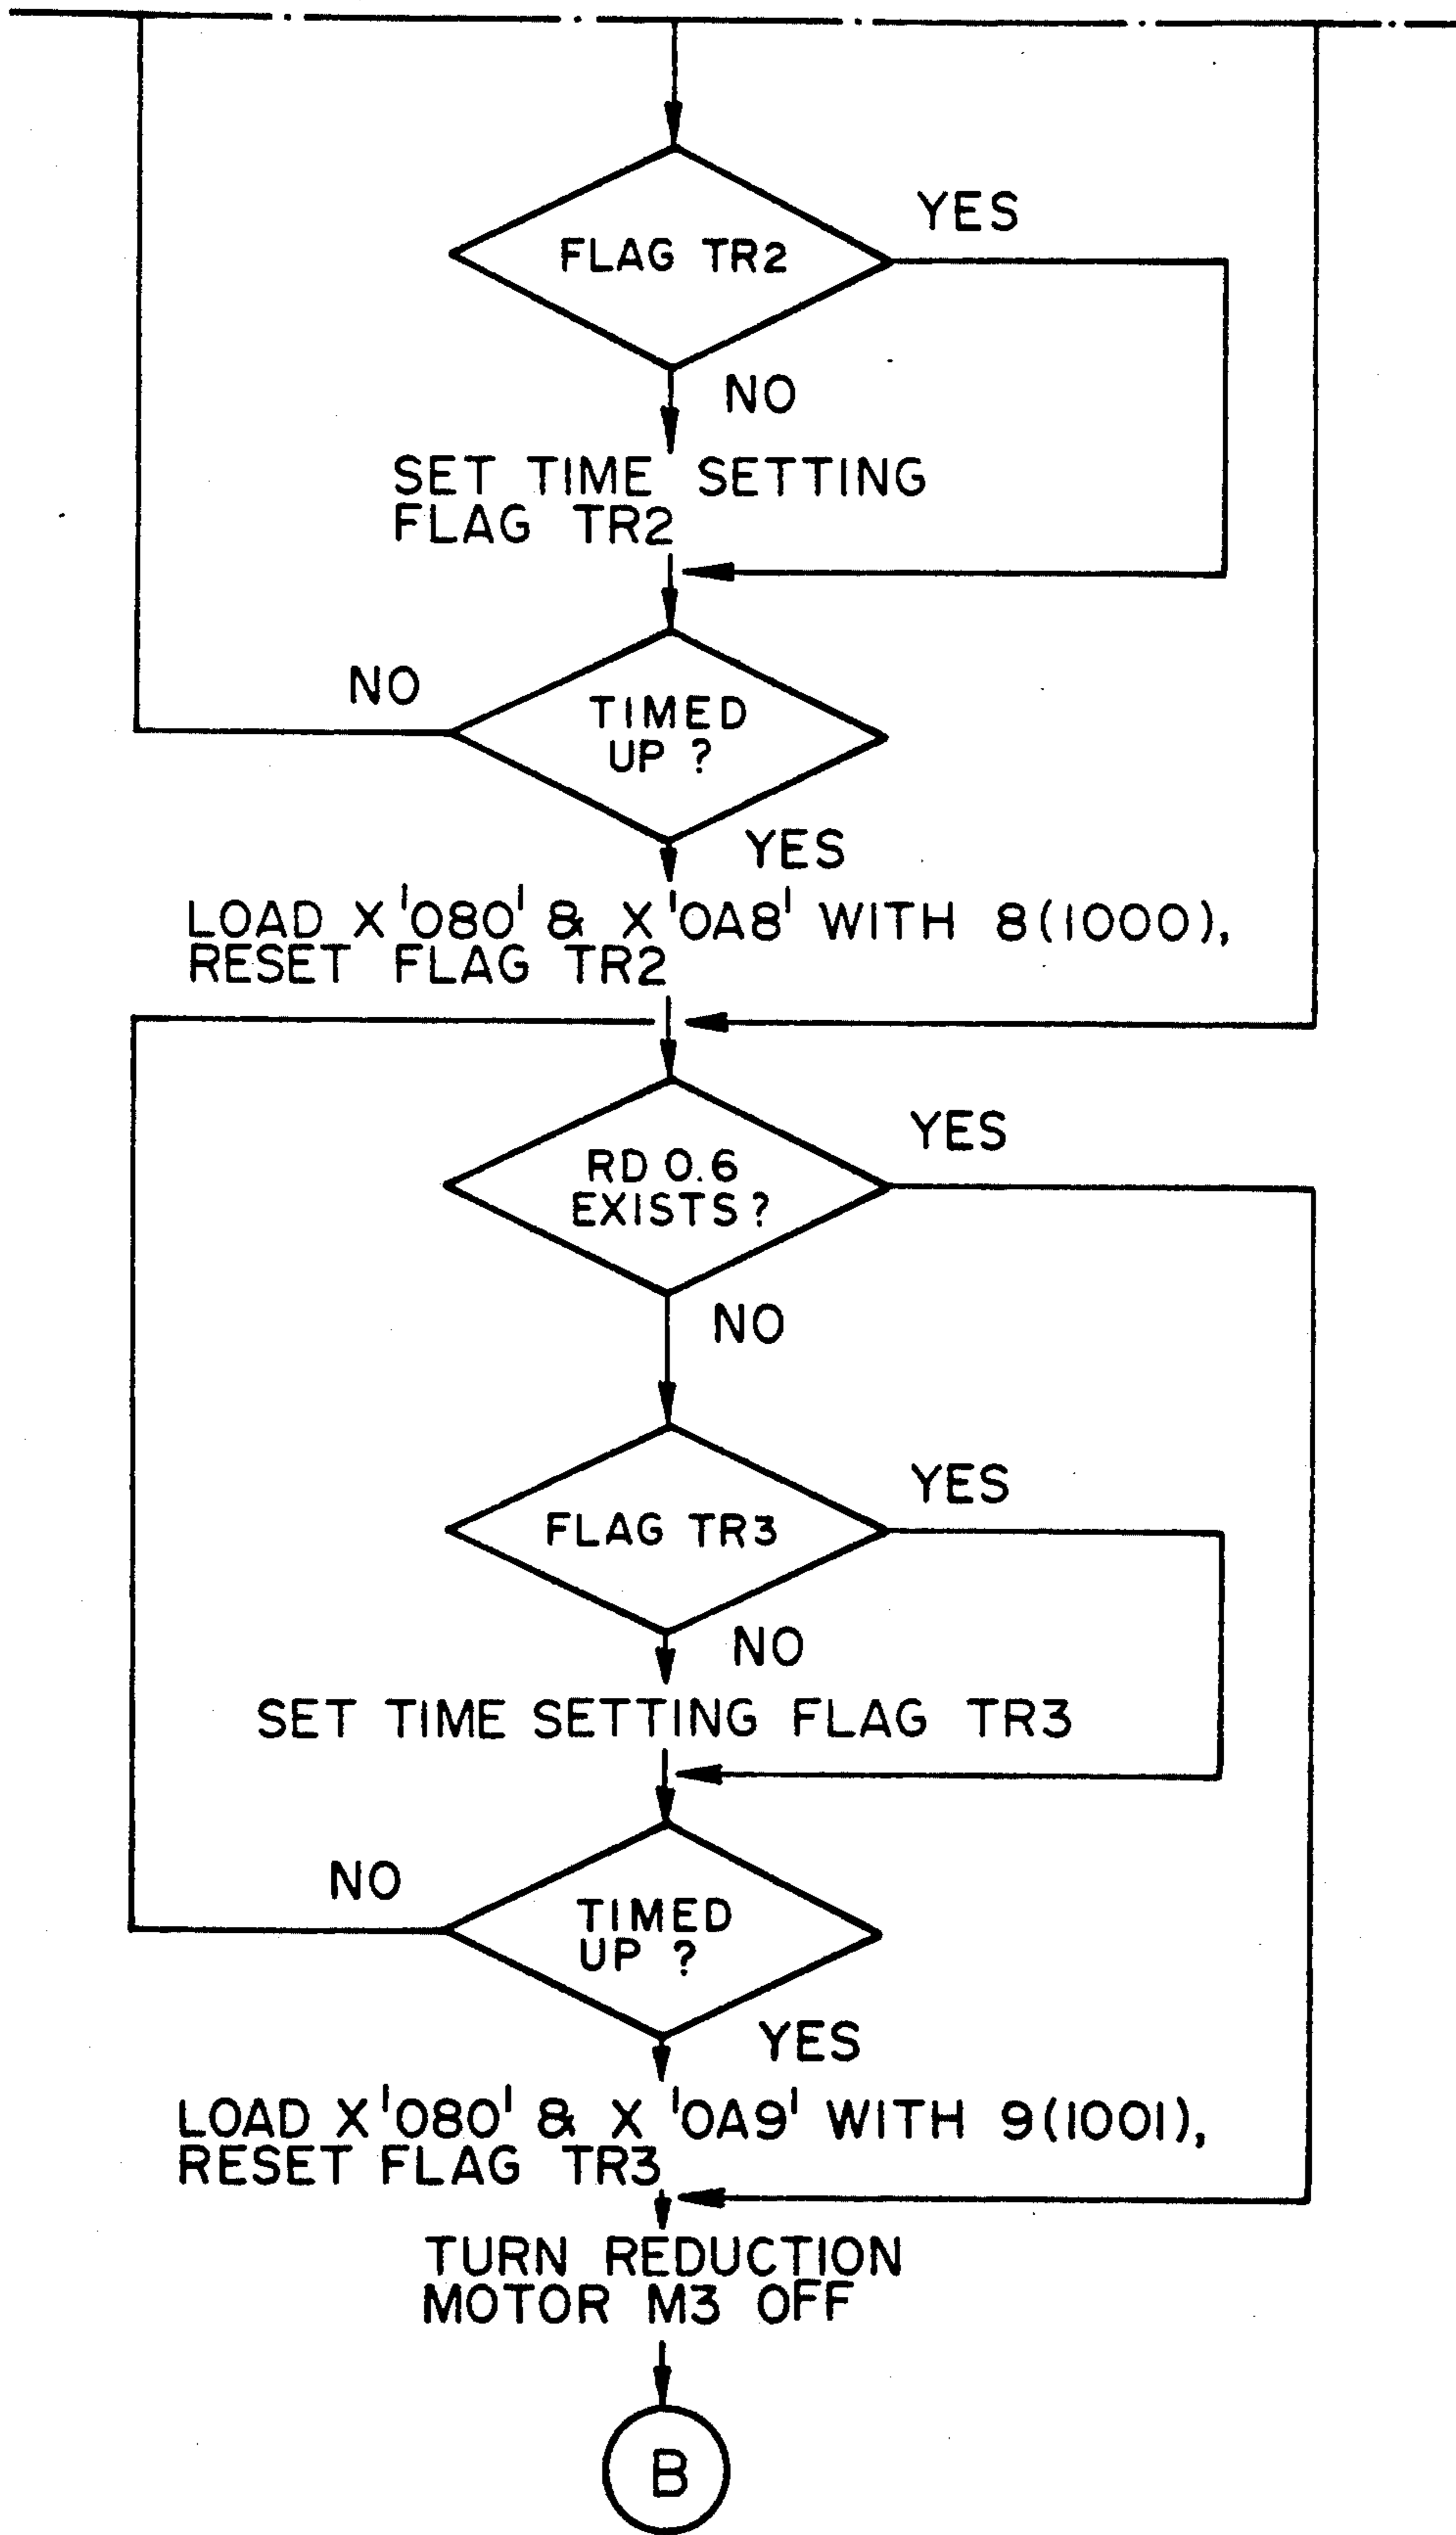 YES
FLAG TR2
NO
SET TIME SETTING
FLAG TR2
NO
TIMED
UP ?
YES
LOAD X'080' & X'0A8' WITH 8(1000),
RESET FLAG TR2
YES
RD 0.6
EXISTS?
NO
YES
FLAG TR3
NO
SET TIME SETTING FLAG TR3
NO
TIMED
UP ?
YES
LOAD X'080' & X'0A9' WITH 9(1001),
RESET FLAG TR3
TURN REDUCTION
MOTOR M3 OFF
B